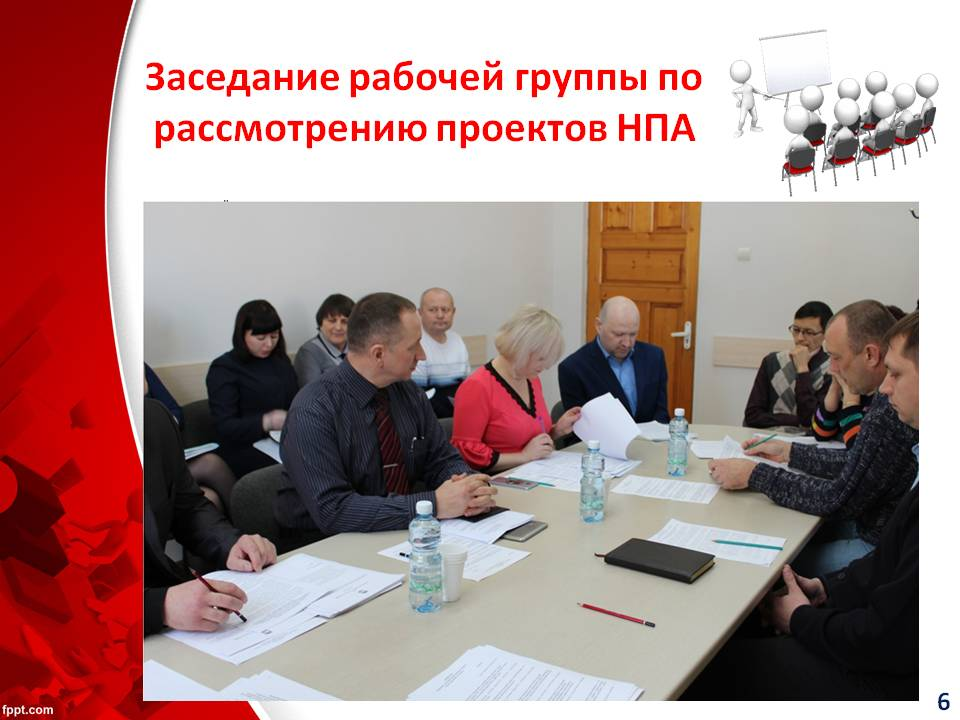 Заседание рабочей группы по
рассмотрению проектов НПА
fppt.com
6